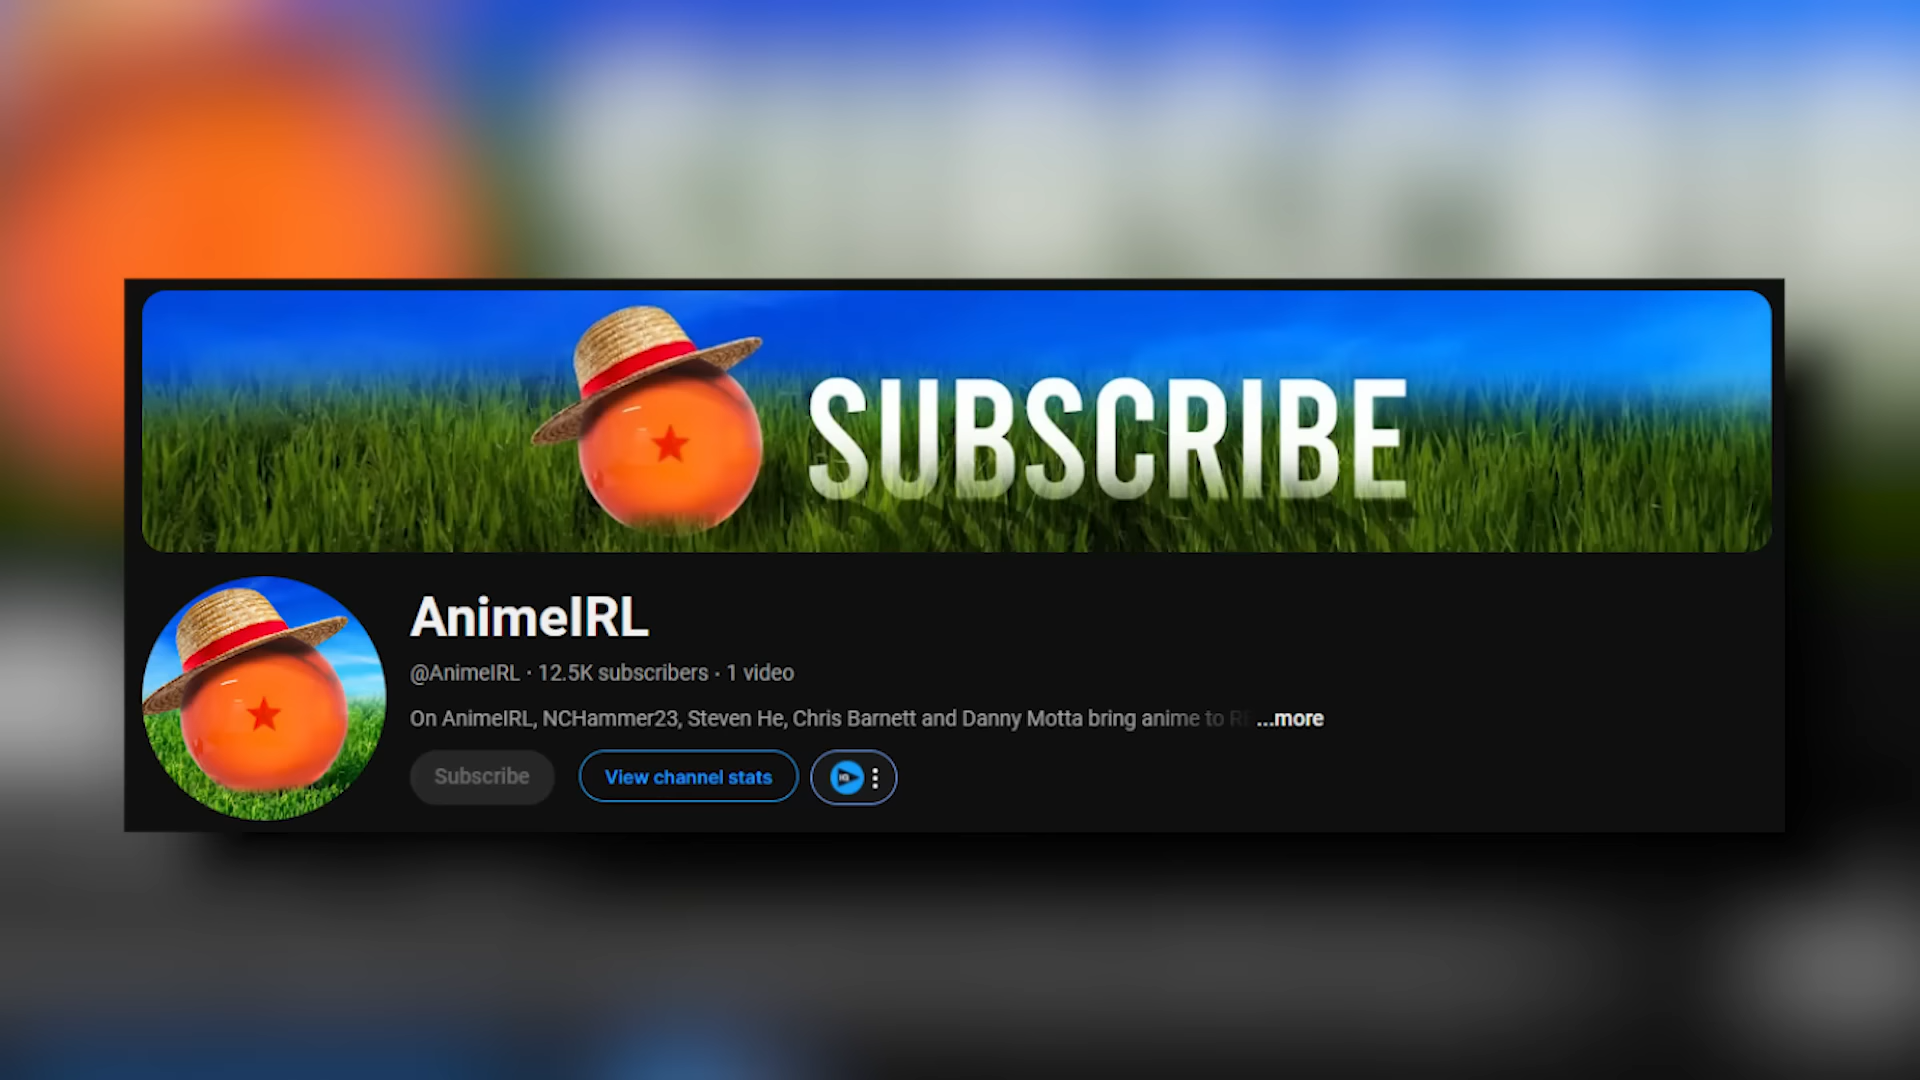 SUBSCRIBE
AnimeIRL
@AnimeIRL · 12.5K subscribers · 1 video
On AnimeIRL, NCHammer23, Steven He, Chris Barnett and Danny Motta bring anime to ...more
Subscribe
View channel stats